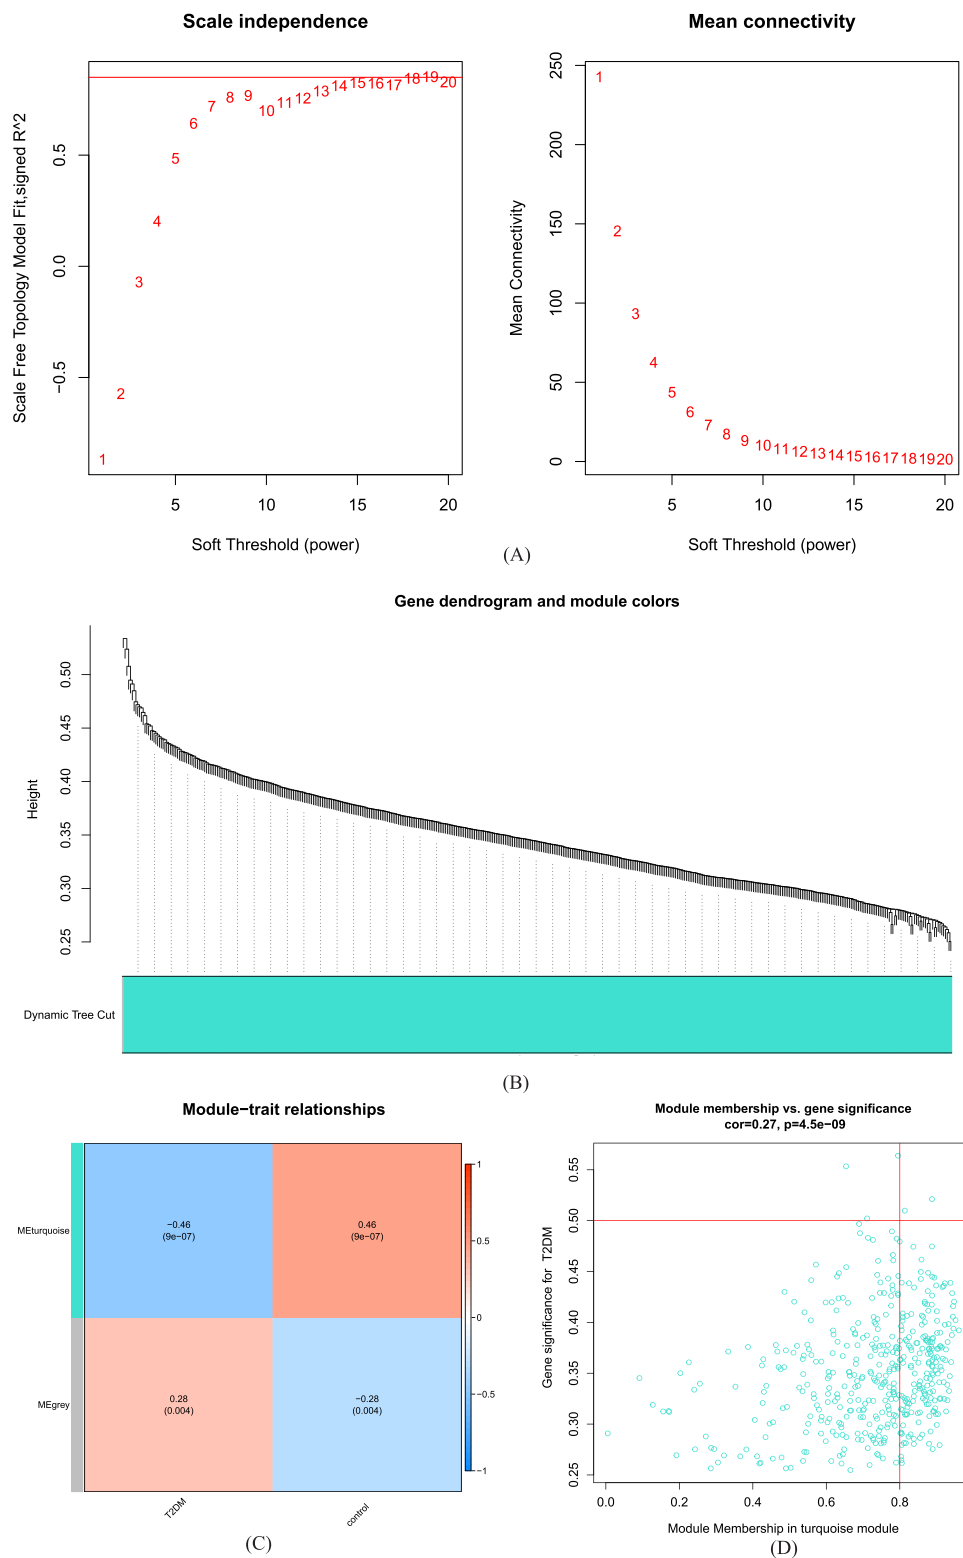 Scale independence
Mean connectivity
Scale Free Topology Model Fit,signed R^2
0.5
0.0
−0.5
1 2 3 4 5 6 7 8 9 10 11 12 13 14 15 16 17 18 19 20
5 10 15 20
Soft Threshold (power)
Mean Connectivity
250
200
150
100
50
0
1 2 3 4 5 6 7 8 9 10 11 12 13 14 15 16 17 18 19 20
5 10 15 20
Soft Threshold (power)
(A)
Gene dendrogram and module colors
Height
0.50
0.45
0.40
0.35
0.30
0.25
Dynamic Tree Cut
(B)
Module−trait relationships
MEturquoise
−0.46
(9e−07)
0.46
(9e−07)
MEgrey
0.28
(0.004)
−0.28
(0.004)
1
0.5
0
−0.5
−1
T2DM
control
(C)
Module membership vs. gene significance
cor=0.27, p=4.5e−09
Gene significance for T2DM
0.55
0.50
0.45
0.40
0.35
0.30
0.25
0.0 0.2 0.4 0.6 0.8
Module Membership in turquoise module
(D)